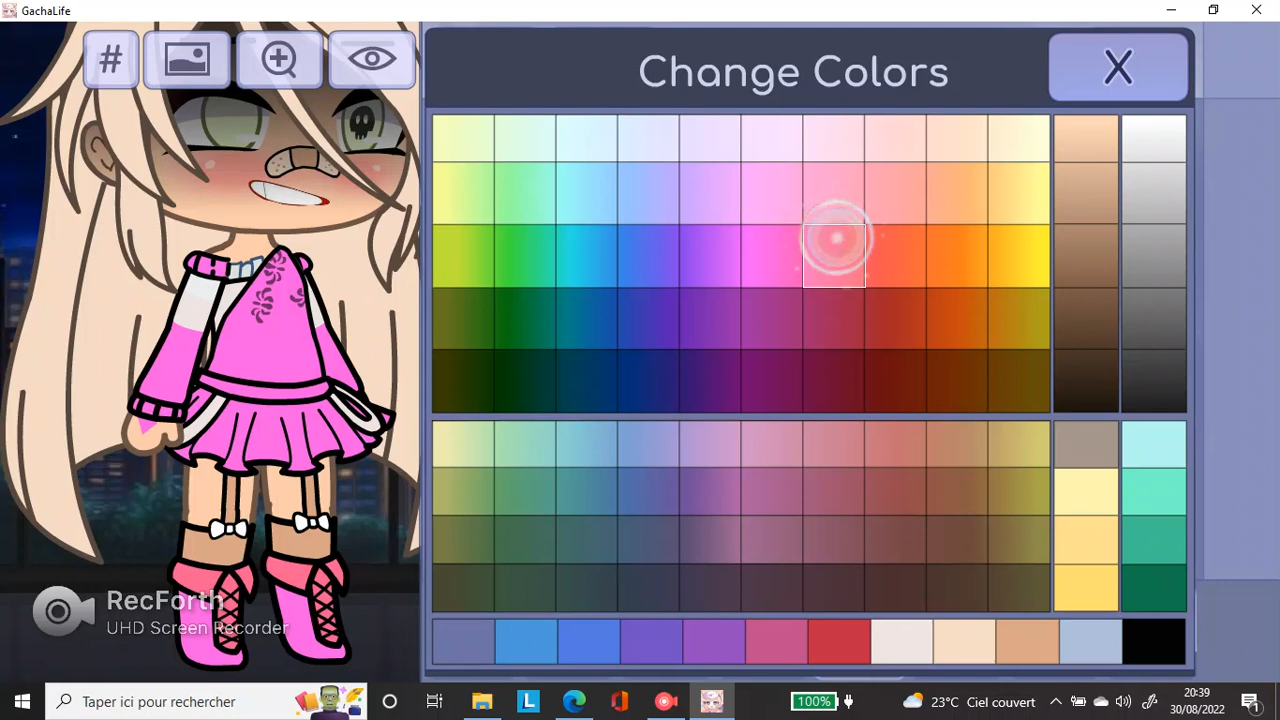 GachaLife
#
Change Colors
X
RecForth
UHD Screen Recorder
Taper ici pour rechercher
L
100%
23°C Ciel couvert
20:39
30/08/2022
1